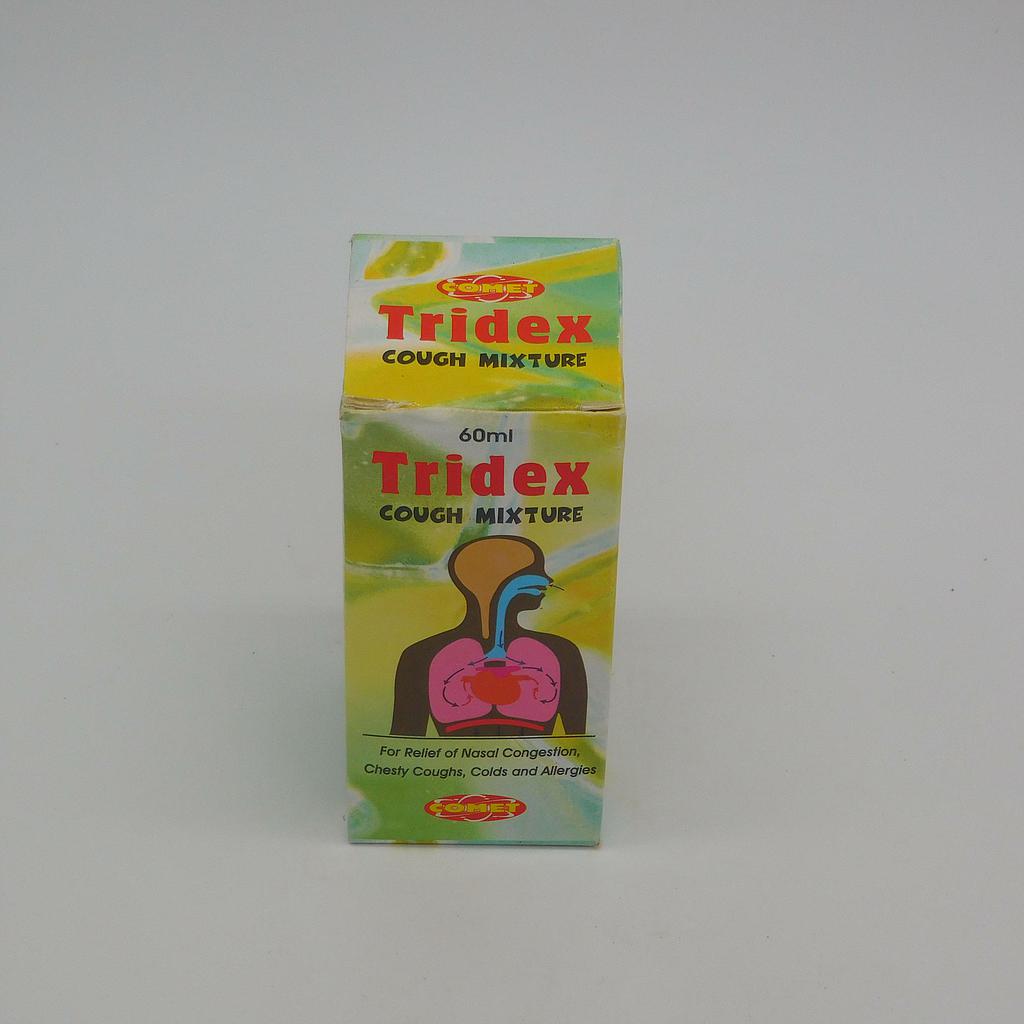 COMET
Tridex
COUGH MIXTURE
60ml
Tridex
COUGH MIXTURE
For Relief of Nasal Congestion,
Chesty Coughs, Colds and Allergies
COMET